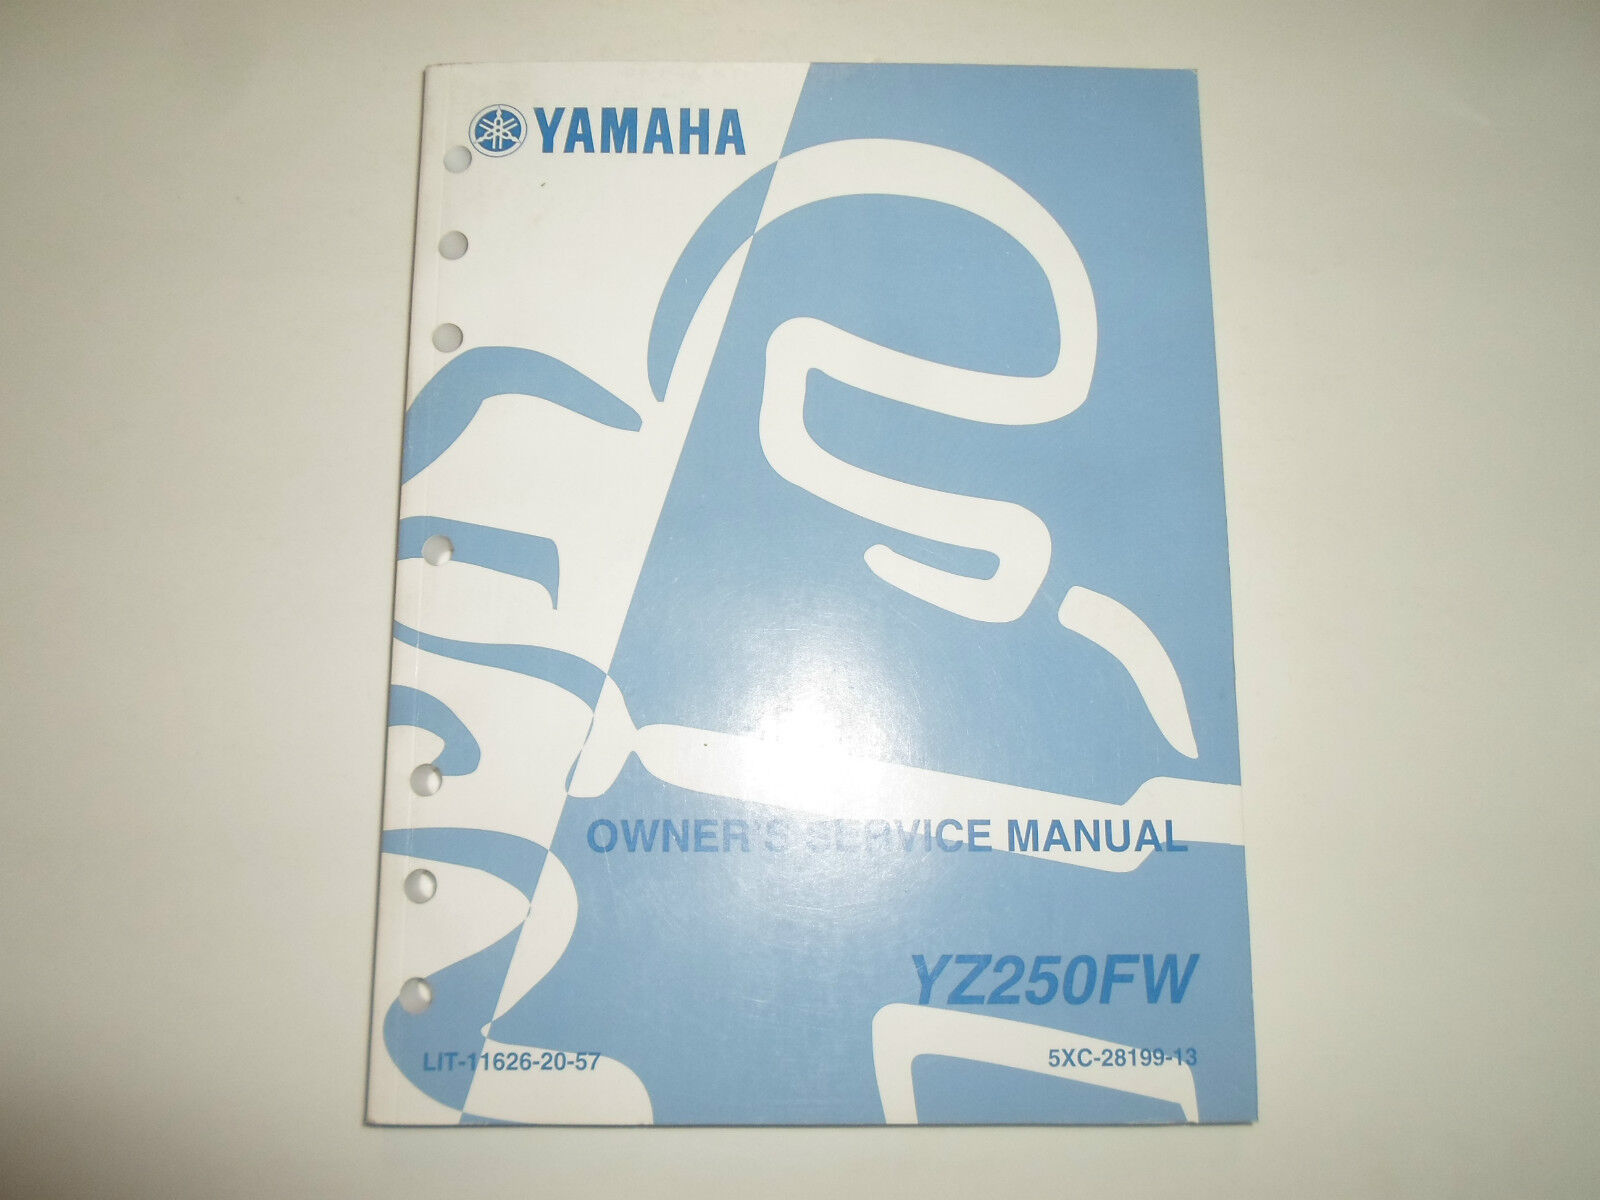 YAMAHA
OWNER'S SERVICE MANUAL
YZ250FW
LIT-11626-20-57
5XC-28199-13